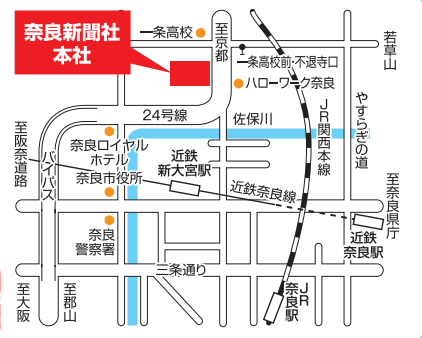 奈良新聞社
本社
一条高校
至京都
若草山
一条高校前・不退寺口
ハローワーク奈良
24号線
佐保川
JR関西本線
やすらぎの道
至阪奈道路
バイパス
奈良ロイヤル
ホテル
奈良市役所
近鉄
新大宮駅
近鉄奈良線
至奈良県庁
近鉄
奈良駅
奈良
警察署
三条通り
JR
奈良駅
至大阪
至郡山